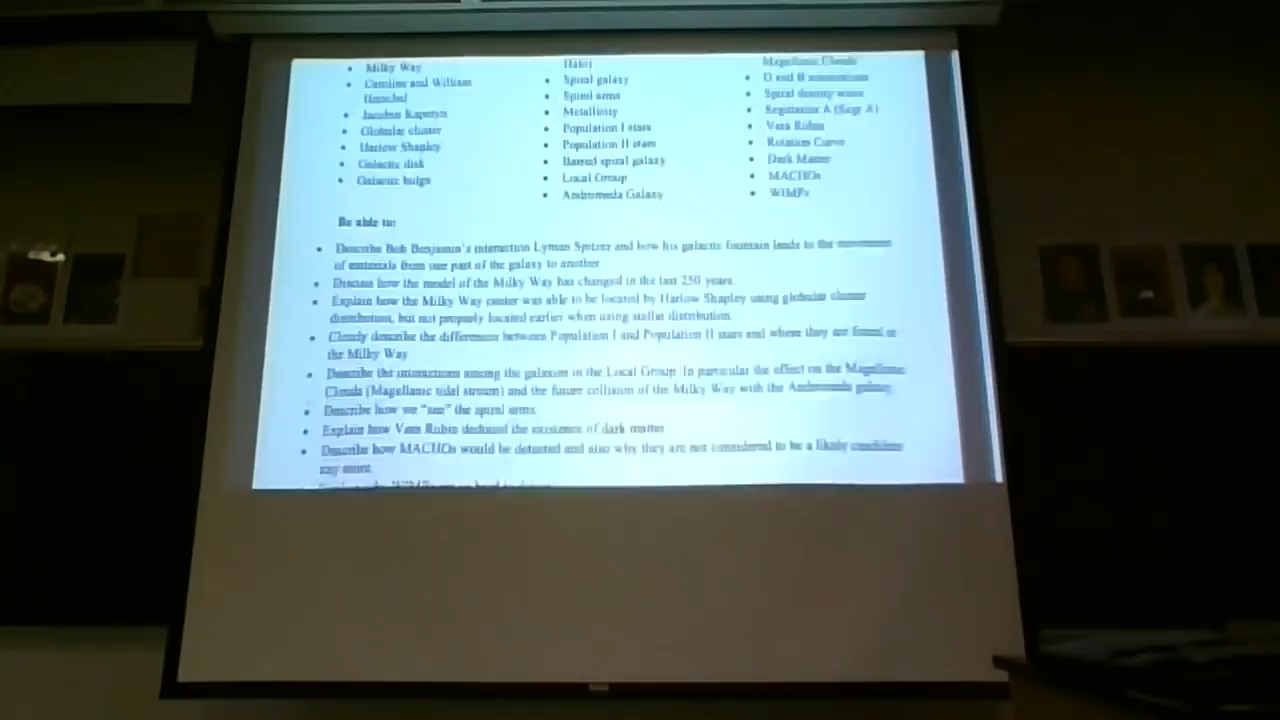 Milky Way
Caroline and William
Herschel
Jacobus Kapteyn
Globular cluster
Harlow Shapley
Galactic disk
Galactic bulge
Halo)
Spiral galaxy
Spiral arms
Metallicity
Population I stars
Population II stars
Barred spiral galaxy
Local Group
Andromeda Galaxy
Magellanic Clouds
O and B associations
Spiral density wave
Sagittarius A (Sagr A)
Vera Rubin
Rotation Curve
Dark Matter
MACHOs
WIMPs
Be able to:
Describe Bob Benjamin's interaction Lyman Spitzer and how his galactic fountain leads to the movement
of materials from one part of the galaxy to another
Discuss how the model of the Milky Way has changed in the last 250 years.
Explain how the Milky Way center was able to be located by Harlow Shapley using globular cluster
distribution, but not properly located earlier when using stellar distribution.
Clearly describe the differences between Population I and Population II stars and where they are found in
the Milky Way
Describe the interactions among the galaxies in the Local Group. In particular the effect on the Magellanic
Clouds (Magellanic tidal stream) and the future collision of the Milky Way with the Andromeda galaxy
Describe how we "see" the spiral arms
Explain how Vera Rubin deduced the existence of dark matter
Describe how MACHOs would be detected and also why they are not considered to be a likely candidate
any more